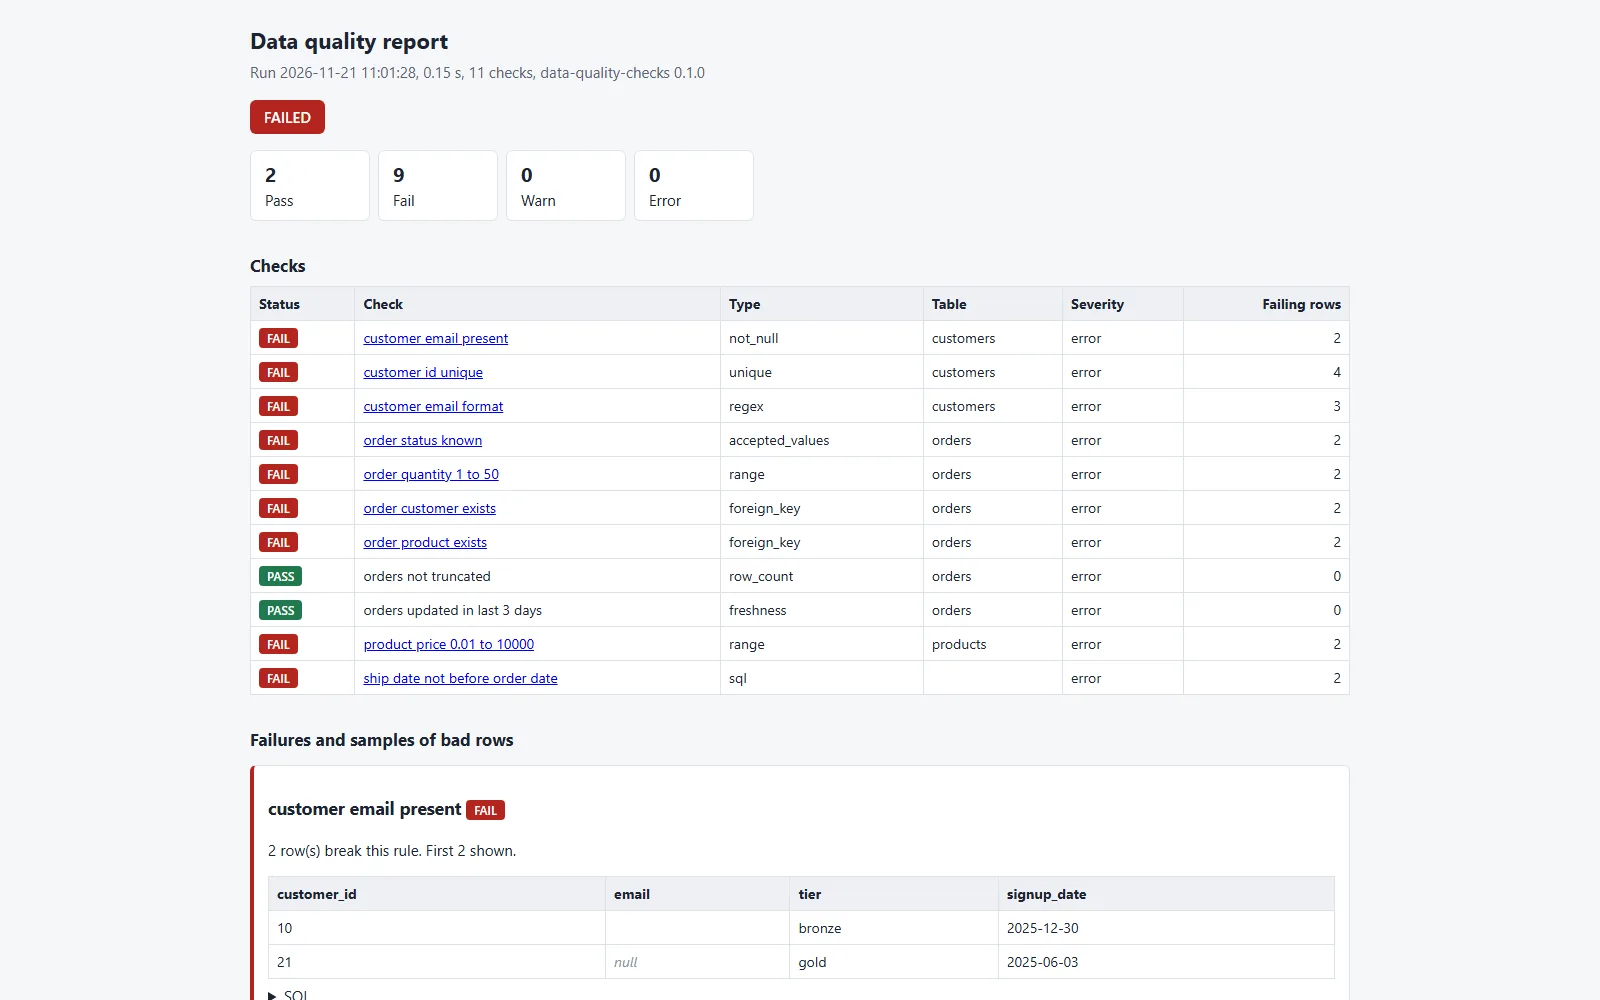 Data quality report
Run 2026-11-21 11:01:28, 0.15 s, 11 checks, data-quality-checks 0.1.0
FAILED
2 9 0 0
Pass Fail Warn Error
Checks
Status Check Type Table Severity Failing rows
FAIL customer email present not_null customers error 2
FAIL customer id unique unique customers error 4
FAIL customer email format regex customers error 3
FAIL order status known accepted_values orders error 2
FAIL order quantity 1 to 50 range orders error 2
FAIL order customer exists foreign_key orders error 2
FAIL order product exists foreign_key orders error 2
PASS orders not truncated row_count orders error 0
PASS orders updated in last 3 days freshness orders error 0
FAIL product price 0.01 to 10000 range products error 2
FAIL ship date not before order date sql error 2
Failures and samples of bad rows
customer email present FAIL
2 row(s) break this rule. First 2 shown.
customer_id email tier signup_date
10 bronze 2025-12-30
21 null gold 2025-06-03
SQL